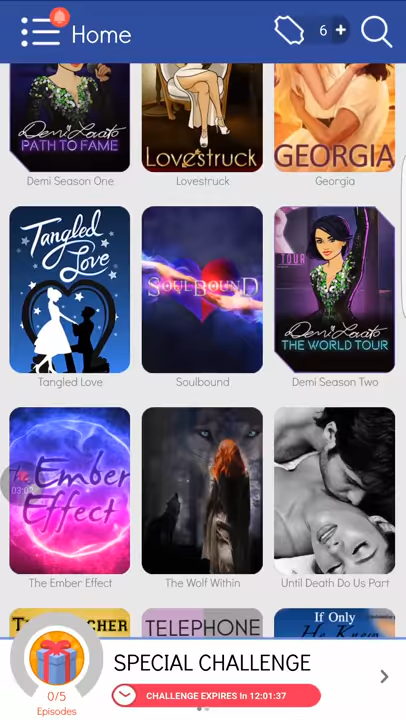 Home
6 +
Demi Lovato
PATH TO FAME
Lovestruck
GEORGIA
Demi Season One
Lovestruck
Georgia
Tangled
Love
SOULBOUND
TOUR
Demi Lovato
THE WORLD TOUR
Tangled Love
Soulbound
Demi Season Two
the Ember
Effect
03:02
The Ember Effect
The Wolf Within
Until Death Do Us Part
TELEPHONE
If Only
He Knew
SPECIAL CHALLENGE
0/5
Episodes
CHALLENGE EXPIRES In 12:01:37